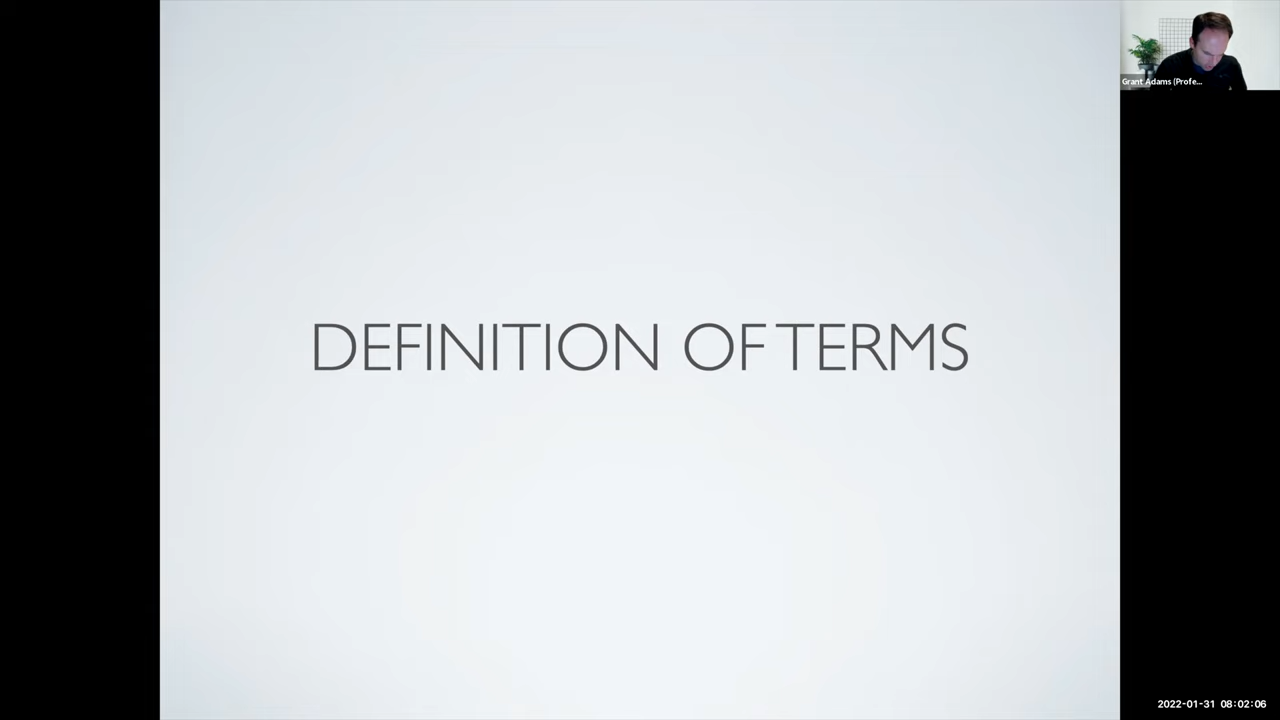 Grant Adams (Profe...
DEFINITION OF TERMS
2022-01-31 08:02:06